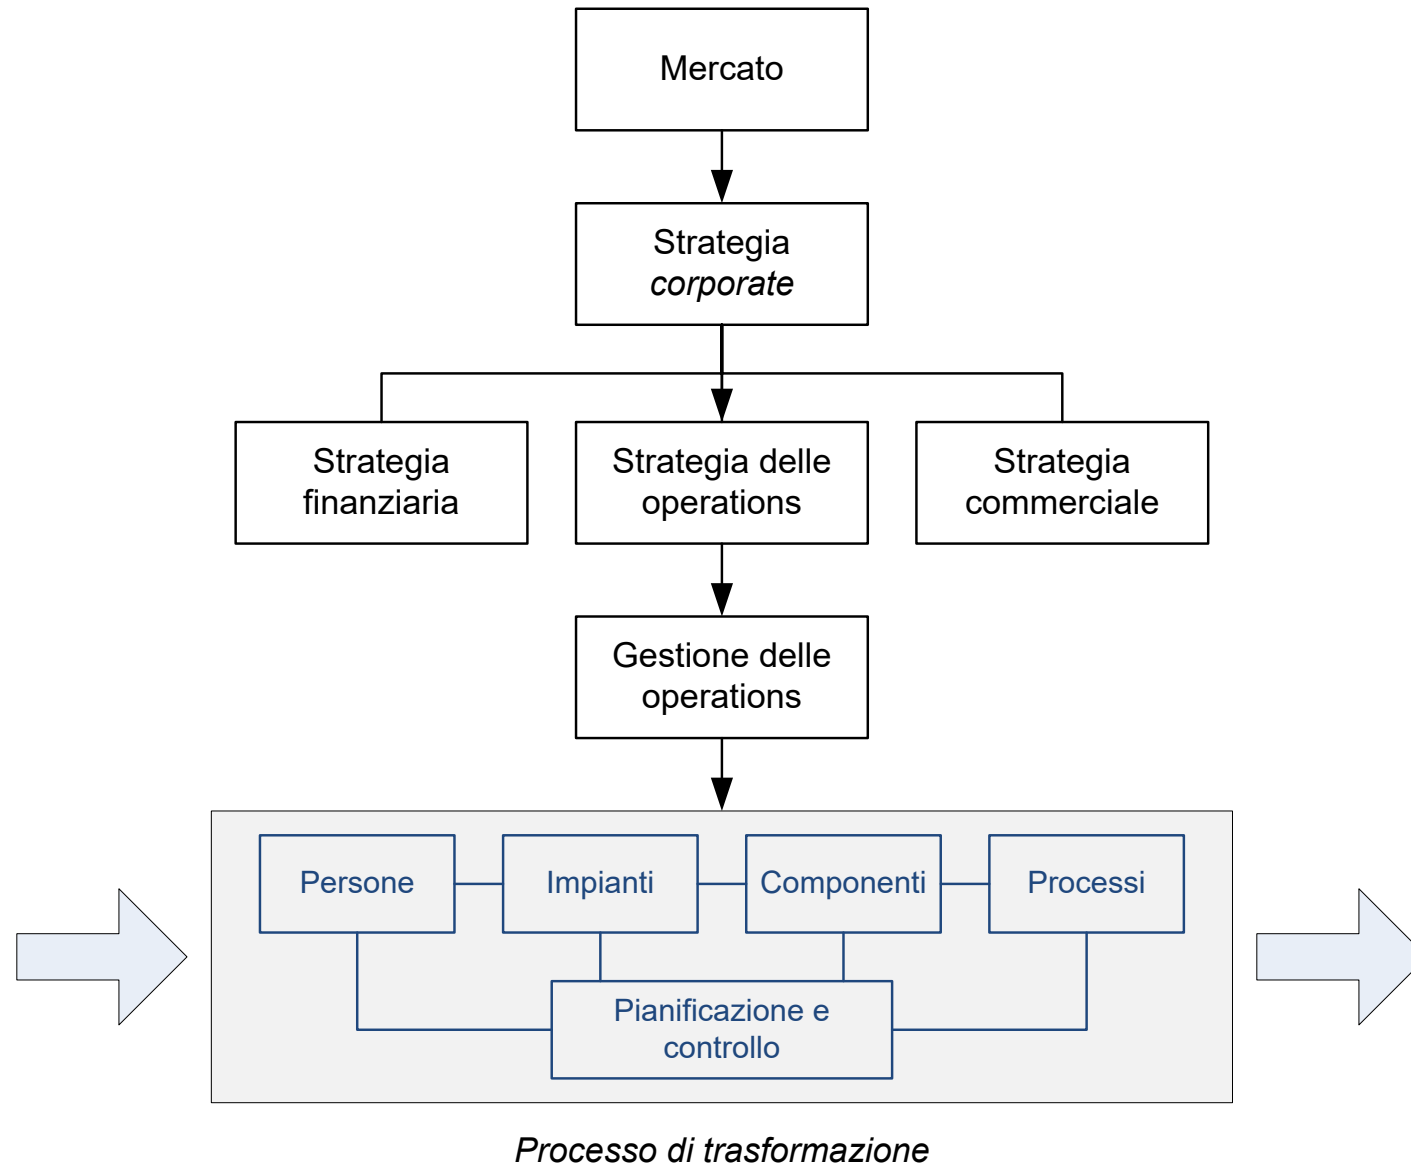 Mercato
Strategia
corporate
Strategia
finanziaria
Strategia delle
operations
Strategia
commerciale
Gestione delle
operations
Persone
Impianti
Componenti
Processi
Pianificazione e
controllo
Processo di trasformazione